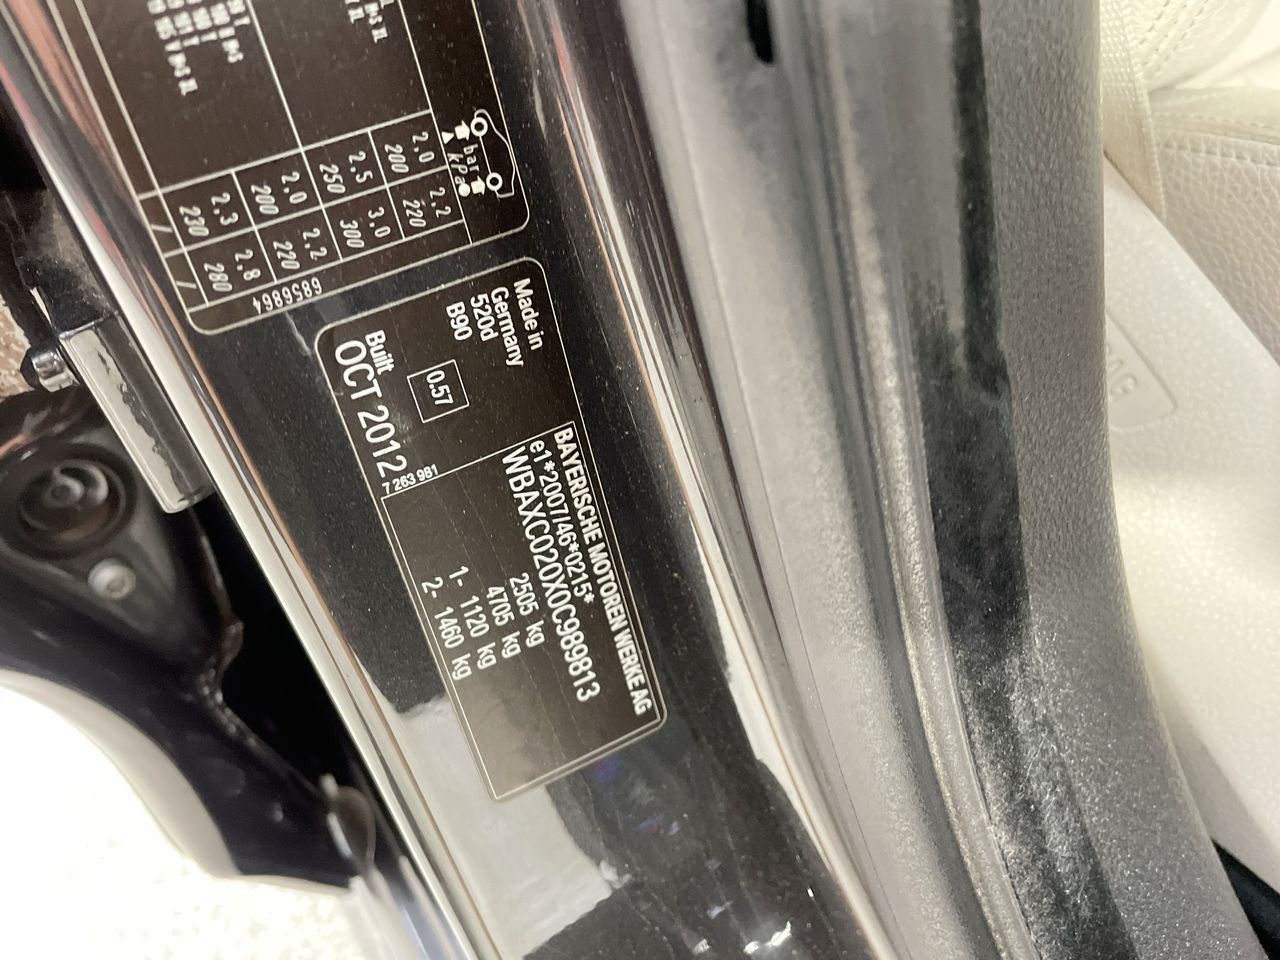 bar
kPa
2.0 2.2
200 220
2.5 3.0
250 300
2.0 2.2
200 220
2.3 2.8
230 280
/ /
6856864
Made in
Germany
520d
B90
0.57
Built
OCT 2012
7 263 981
BAYERISCHE MOTOREN WERKE AG
e1*2007/46*0215*
WBAXC020X0C989813
2505 kg
4705 kg
1- 1120 kg
2- 1460 kg